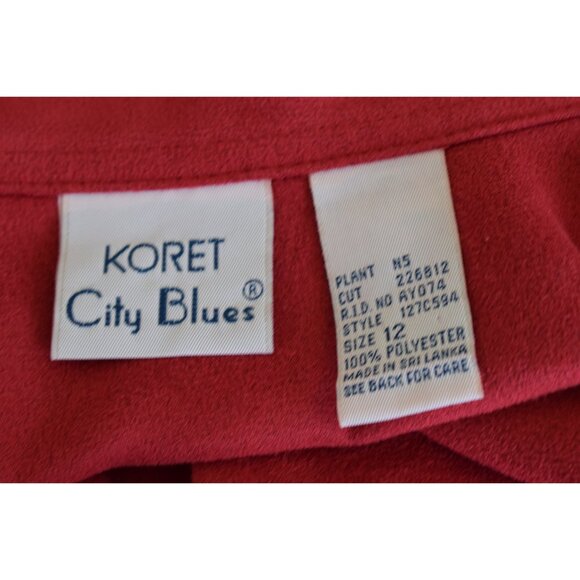 KORET
City Blues®
PLANT N5
CUT 226812
R.I.D. NO AY074
STYLE 127C594
SIZE 12
100% POLYESTER
MADE IN SRI LANKA
SEE BACK FOR CARE